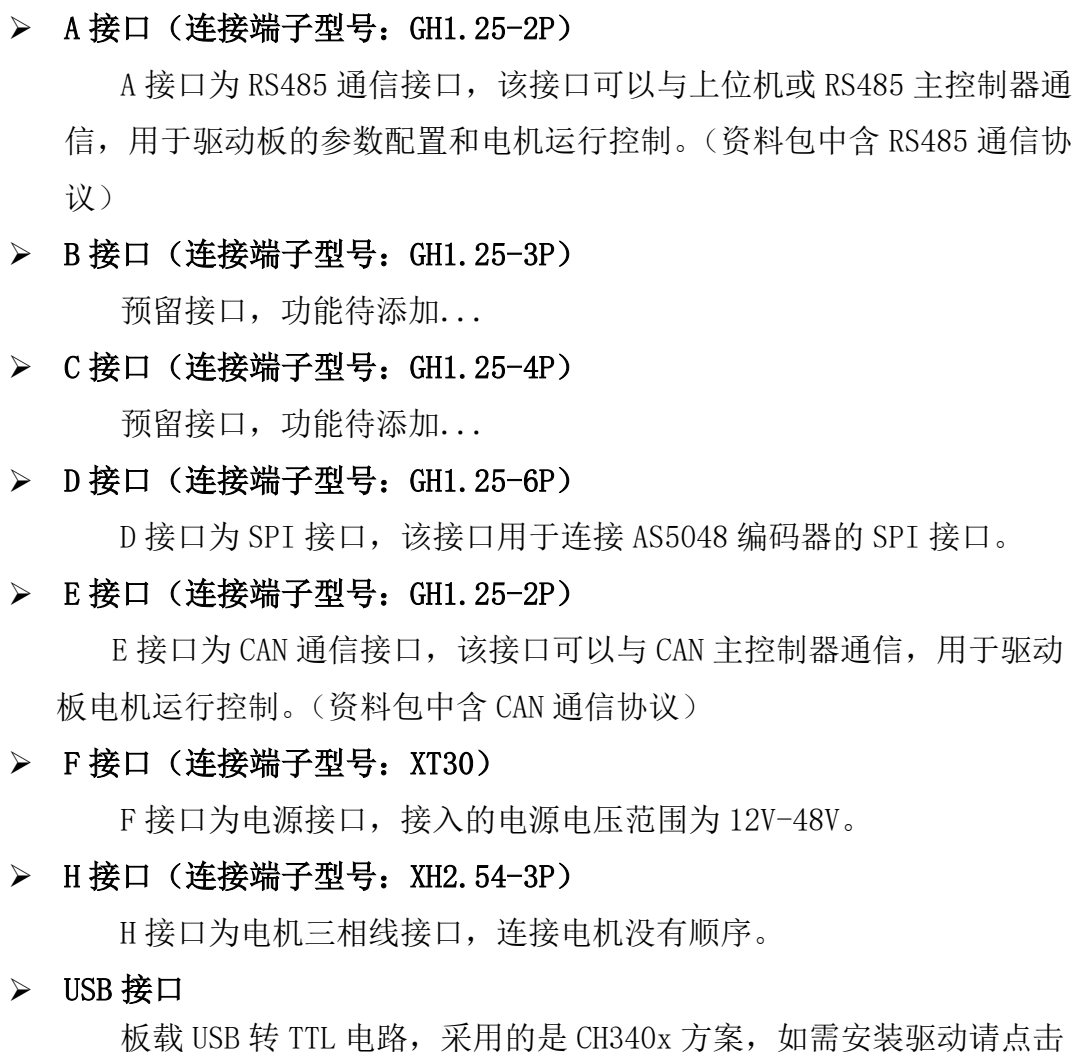 ➢ A 接口（连接端子型号：GH1.25-2P）
A 接口为 RS485 通信接口，该接口可以与上位机或 RS485 主控制器通
信，用于驱动板的参数配置和电机运行控制。（资料包中含 RS485 通信协
议）
➢ B 接口（连接端子型号：GH1.25-3P）
预留接口，功能待添加...
➢ C 接口（连接端子型号：GH1.25-4P）
预留接口，功能待添加...
➢ D 接口（连接端子型号：GH1.25-6P）
D 接口为 SPI 接口，该接口用于连接 AS5048 编码器的 SPI 接口。
➢ E 接口（连接端子型号：GH1.25-2P）
E 接口为 CAN 通信接口，该接口可以与 CAN 主控制器通信，用于驱动
板电机运行控制。（资料包中含 CAN 通信协议）
➢ F 接口（连接端子型号：XT30）
F 接口为电源接口，接入的电源电压范围为 12V-48V。
➢ H 接口（连接端子型号：XH2.54-3P）
H 接口为电机三相线接口，连接电机没有顺序。
➢ USB 接口
板载 USB 转 TTL 电路，采用的是 CH340x 方案，如需安装驱动请点击